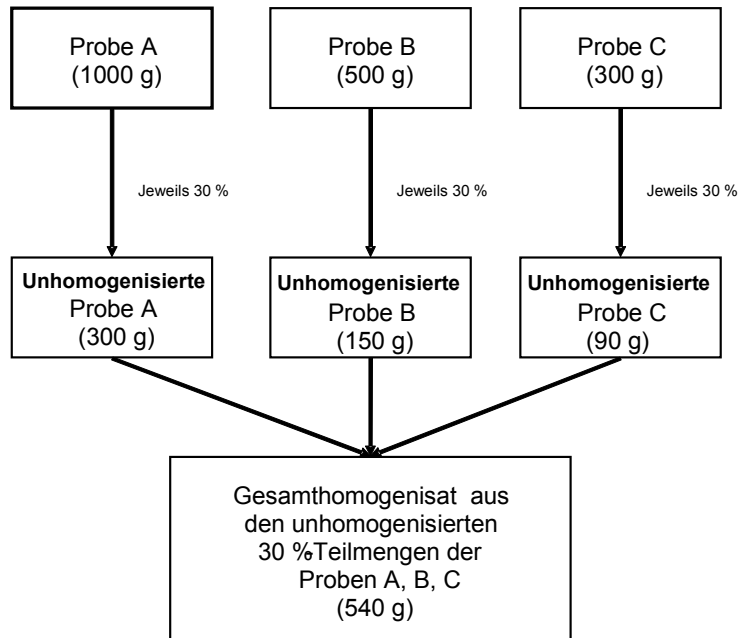 Probe A
(1000 g)
Probe B
(500 g)
Probe C
(300 g)
Jeweils 30 %
Jeweils 30 %
Jeweils 30 %
Unhomogenisierte
Probe A
(300 g)
Unhomogenisierte
Probe B
(150 g)
Unhomogenisierte
Probe C
(90 g)
Gesamthomogenisat aus
den unhomogenisierten
30 %-Teilmengen der
Proben A, B, C
(540 g)